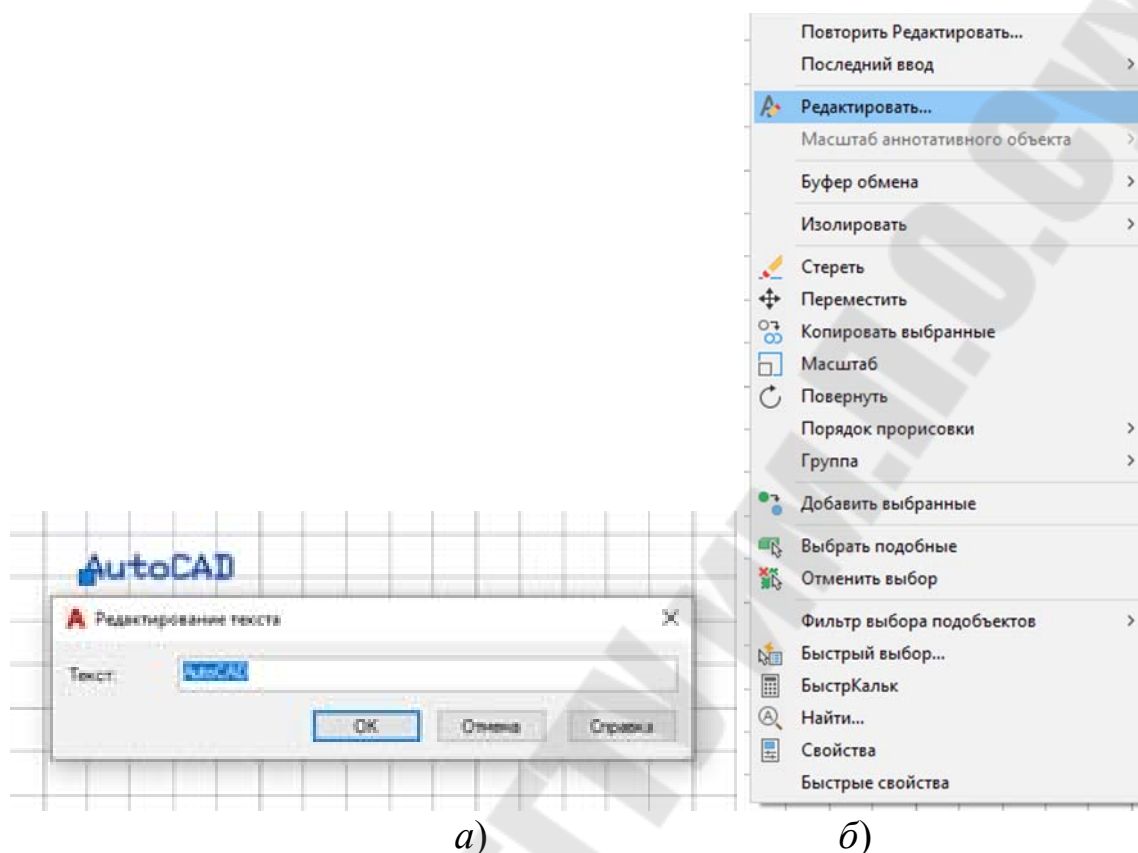 AutoCAD
Редактирование текста
Текст:
AutoCAD
OK
Отмена
Справка
а)
Повторить Редактировать...
Последний ввод
Редактировать...
Масштаб аннотативного объекта
Буфер обмена
Изолировать
Стереть
Переместить
Копировать выбранные
Масштаб
Повернуть
Порядок прорисовки
Группа
Добавить выбранные
Выбрать подобные
Отменить выбор
Фильтр выбора подобъектов
Быстрый выбор...
БыстрКальк
Найти...
Свойства
Быстрые свойства
б)